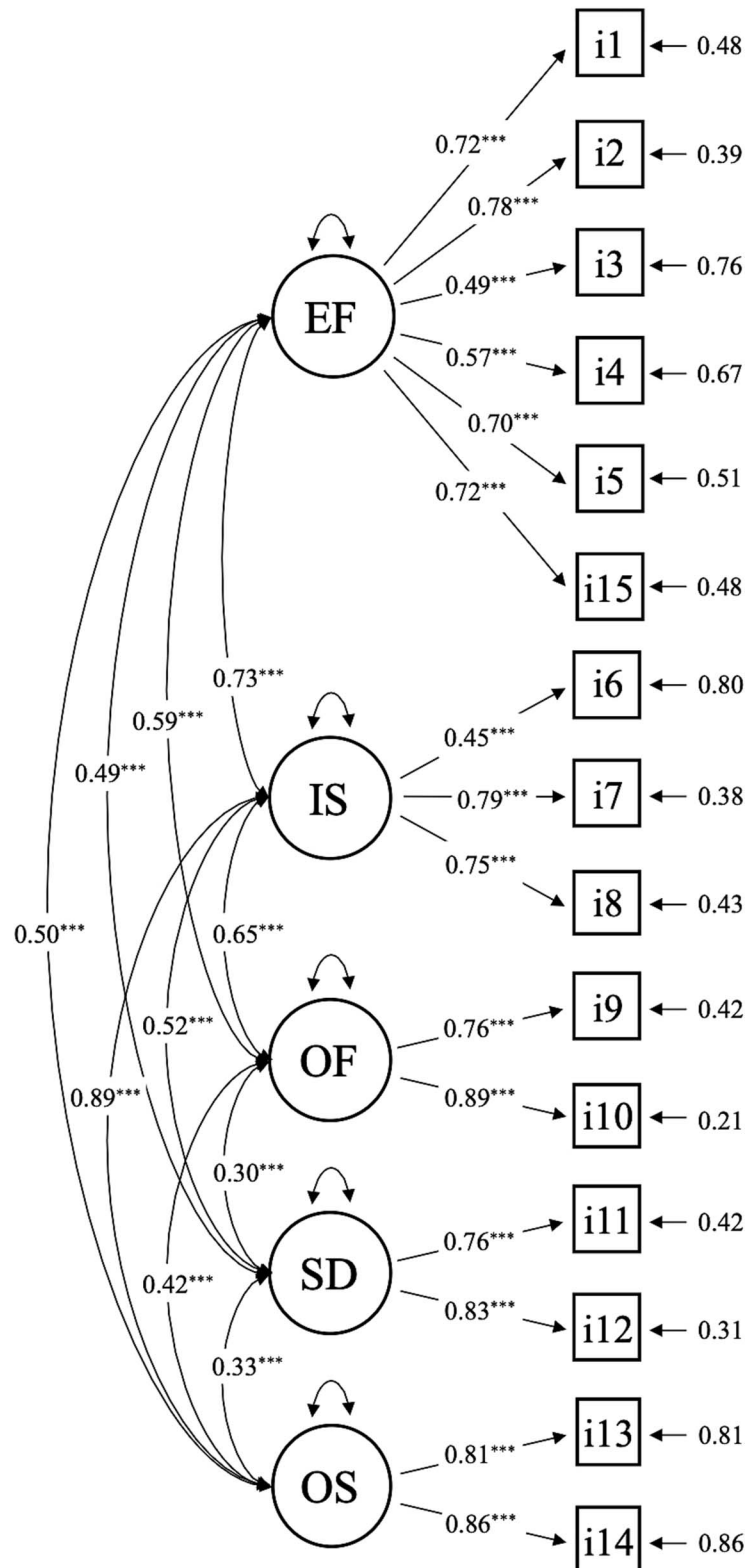 i1 0.48
0.72***
i2 0.39
0.78***
i3 0.76
0.49***
EF
0.57***
i4 0.67
0.70***
i5 0.51
0.72***
i15 0.48
0.73***
i6 0.80
0.59***
0.45***
0.49***
IS
0.79***
i7 0.38
0.75***
i8 0.43
0.50***
0.65***
i9 0.42
0.52***
0.76***
OF
0.89***
0.89***
i10 0.21
0.30***
i11 0.42
0.76***
SD
0.42***
0.83***
i12 0.31
0.33***
i13 0.81
0.81***
OS
0.86***
i14 0.86